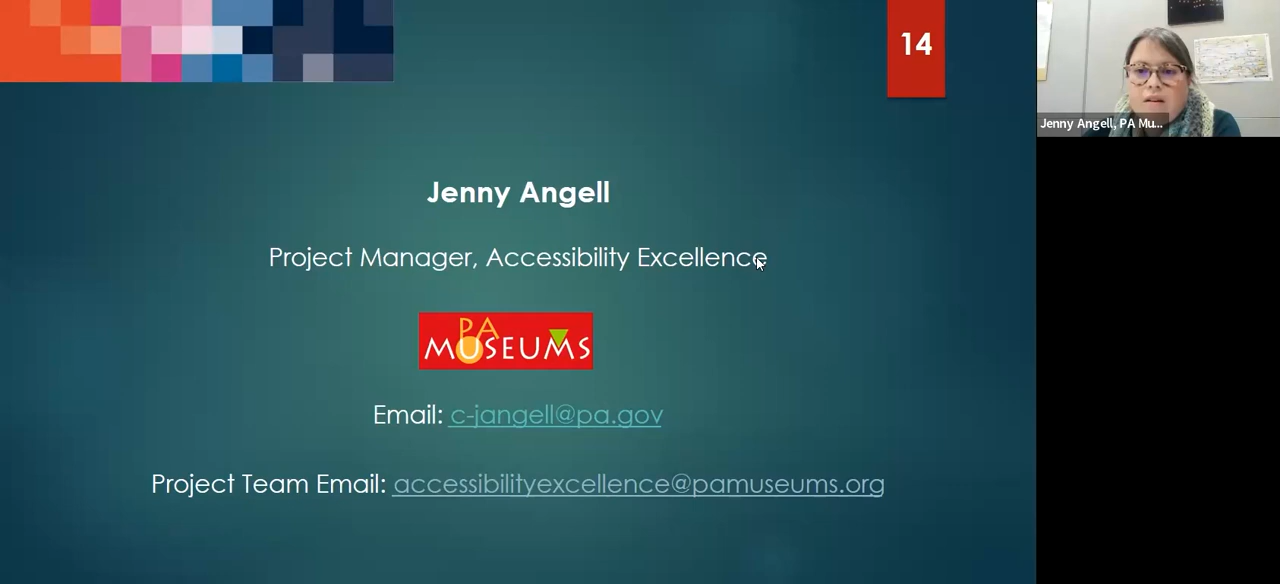 14
Jenny Angell, PA Mu...
Jenny Angell
Project Manager, Accessibility Excellence
PA
MUSEUMS
Email: c-jangell@pa.gov
Project Team Email: accessibilityexcellence@pamuseums.org